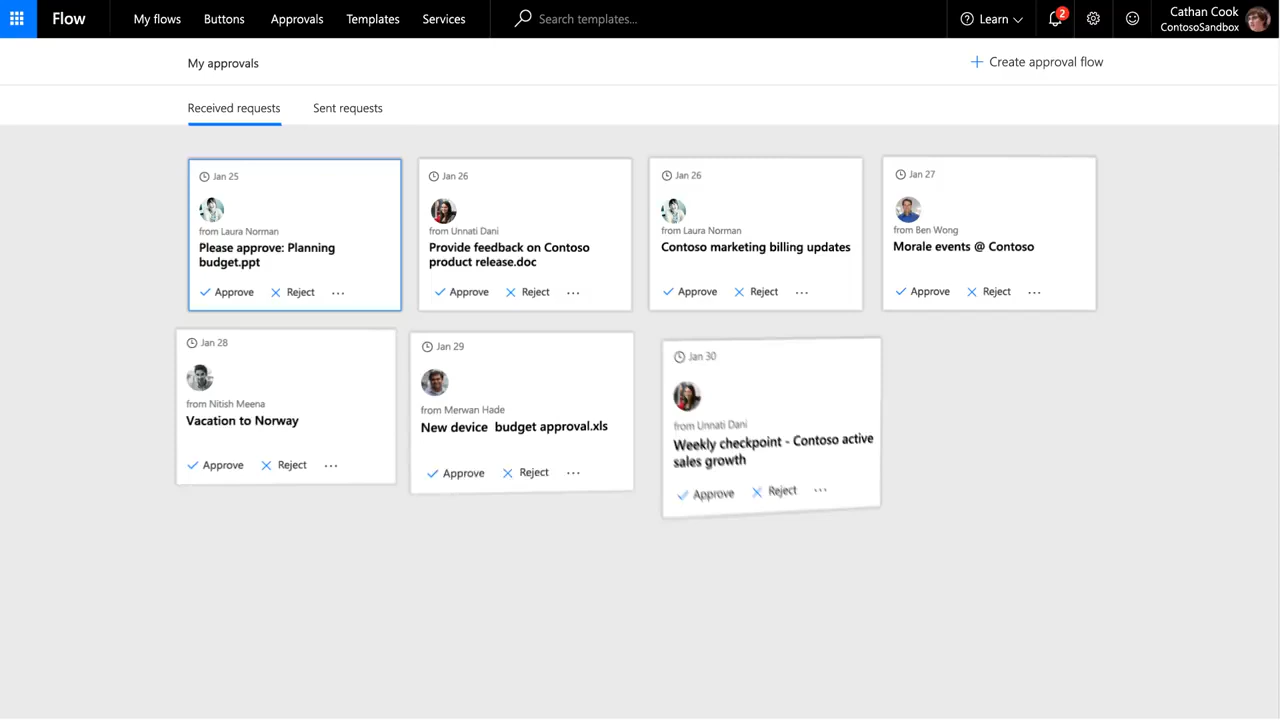 Flow
My flows
Buttons
Approvals
Templates
Services
Search templates...
Learn
2
Cathan Cook
ContosoSandbox
My approvals
Create approval flow
Received requests
Sent requests
Jan 25
from Laura Norman
Please approve: Planning
budget.ppt
Approve
Reject
...
Jan 26
from Unnati Dani
Provide feedback on Contoso
product release.doc
Approve
Reject
...
Jan 26
from Laura Norman
Contoso marketing billing updates
Approve
Reject
...
Jan 27
from Ben Wong
Morale events @ Contoso
Approve
Reject
...
Jan 28
from Nitish Meena
Vacation to Norway
Approve
Reject
...
Jan 29
from Merwan Hade
New device  budget approval.xls
Approve
Reject
...
Jan 30
from Unnati Dani
Weekly checkpoint - Contoso active
sales growth
Approve
Reject
...